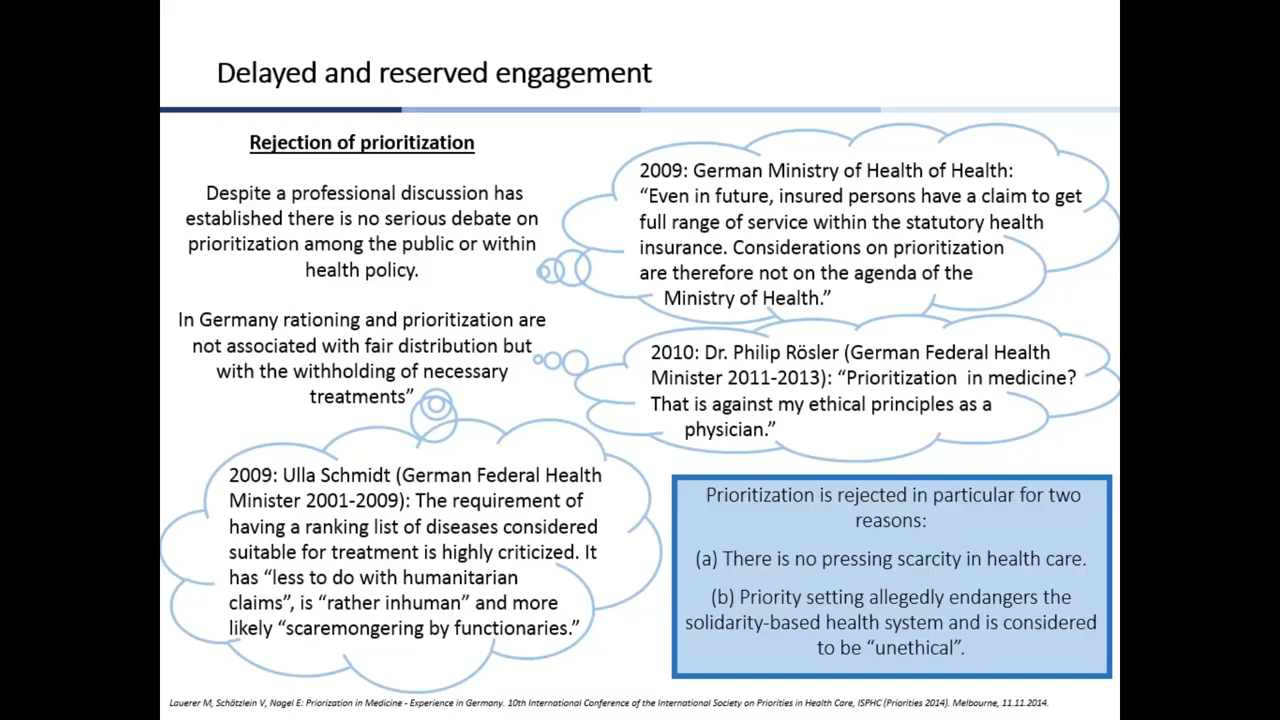 Delayed and reserved engagement
Rejection of prioritization
Despite a professional discussion has
established there is no serious debate on
prioritization among the public or within
health policy.
In Germany rationing and prioritization are
not associated with fair distribution but
with the withholding of necessary
treatments”
2009: German Ministry of Health of Health:
“Even in future, insured persons have a claim to get
full range of service within the statutory health
insurance. Considerations on prioritization
are therefore not on the agenda of the
Ministry of Health.”
2010: Dr. Philip Rösler (German Federal Health
Minister 2011-2013): “Prioritization in medicine?
That is against my ethical principles as a
physician.”
2009: Ulla Schmidt (German Federal Health
Minister 2001-2009): The requirement of
having a ranking list of diseases considered
suitable for treatment is highly criticized. It
has “less to do with humanitarian
claims”, is “rather inhuman” and more
likely “scaremongering by functionaries.”
Prioritization is rejected in particular for two
reasons:
(a) There is no pressing scarcity in health care.
(b) Priority setting allegedly endangers the
solidarity-based health system and is considered
to be “unethical”.
Lauerer M, Schätzlein V, Nagel E: Priorization in Medicine - Experience in Germany. 10th International Conference of the International Society on Priorities in Health Care, ISPHC (Priorities 2014). Melbourne, 11.11.2014.